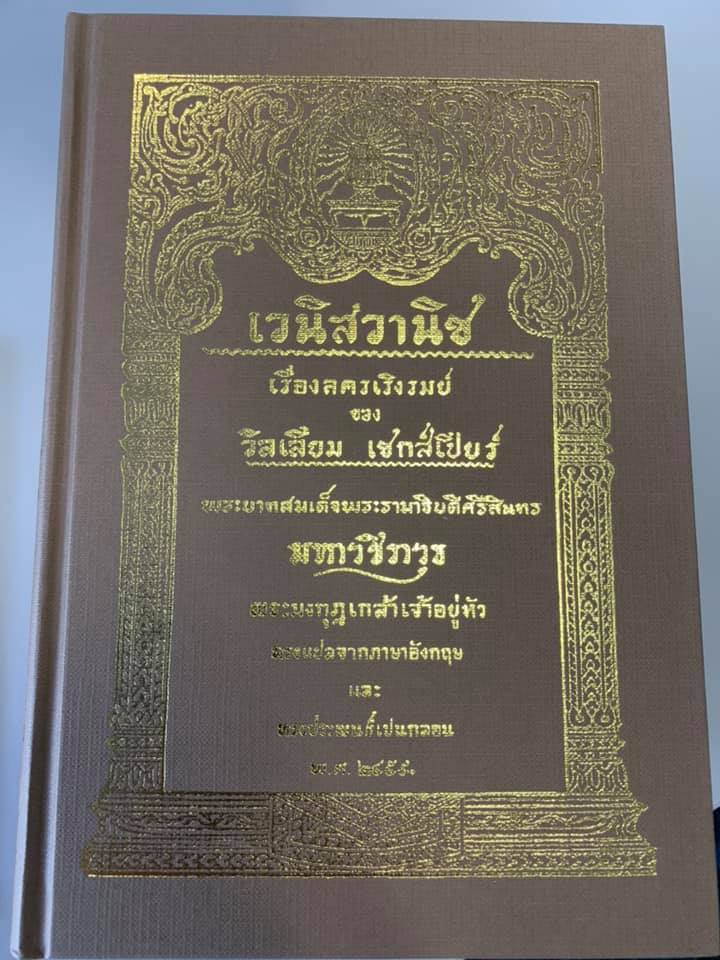 เวนิสวานิช
เรื่องลครเริงรมย์
ของ
วิลเลียม เชกส์เปียร์
พระบาทสมเด็จพระรามาธิบดีศรีสินทร
มหาวชิราวุธ
พระมงกุฎเกล้าเจ้าอยู่หัว
ทรงแปลจากภาษาอังกฤษ
และ
ทรงประพนธ์เปนกลอน
พ.ศ. ๒๔๕๙.